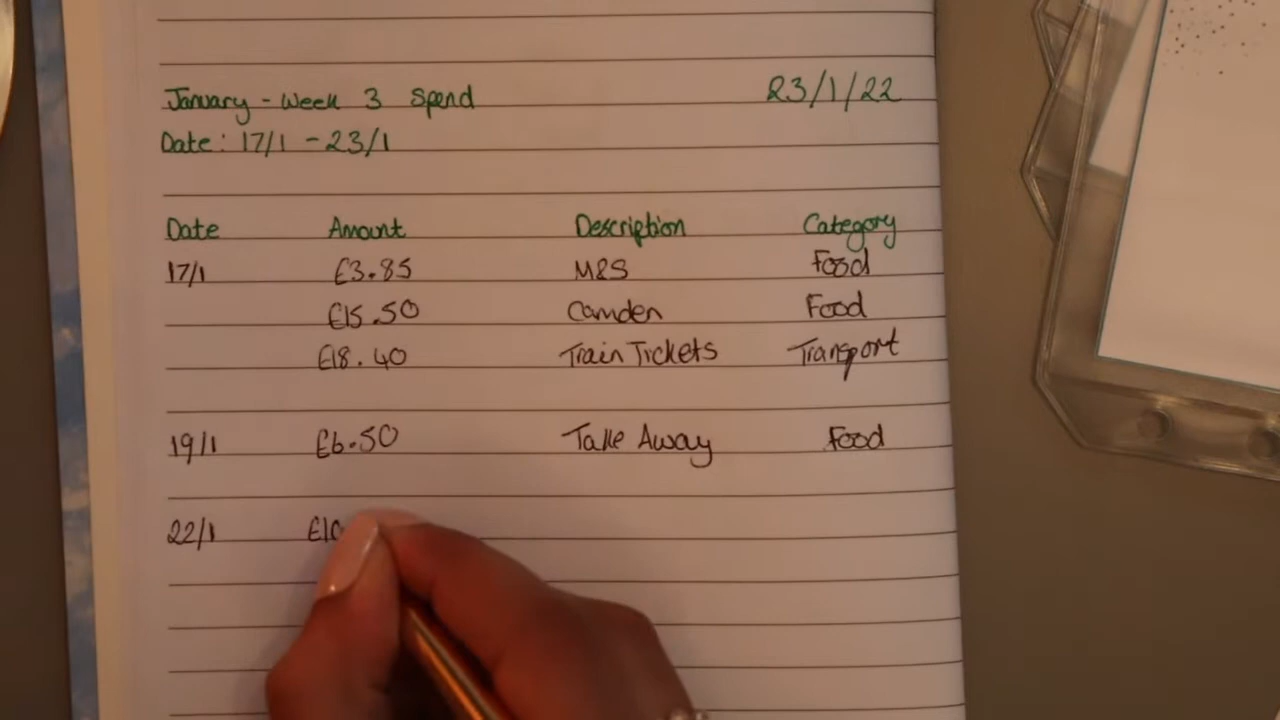 January - Week 3 Spend 23/1/22
Date: 17/1 - 23/1
Date Amount Description Category
17/1 £3.85 M&S Food
£15.50 Camden Food
£18.40 Train Tickets Transport
19/1 £6.50 Take Away Food
22/1